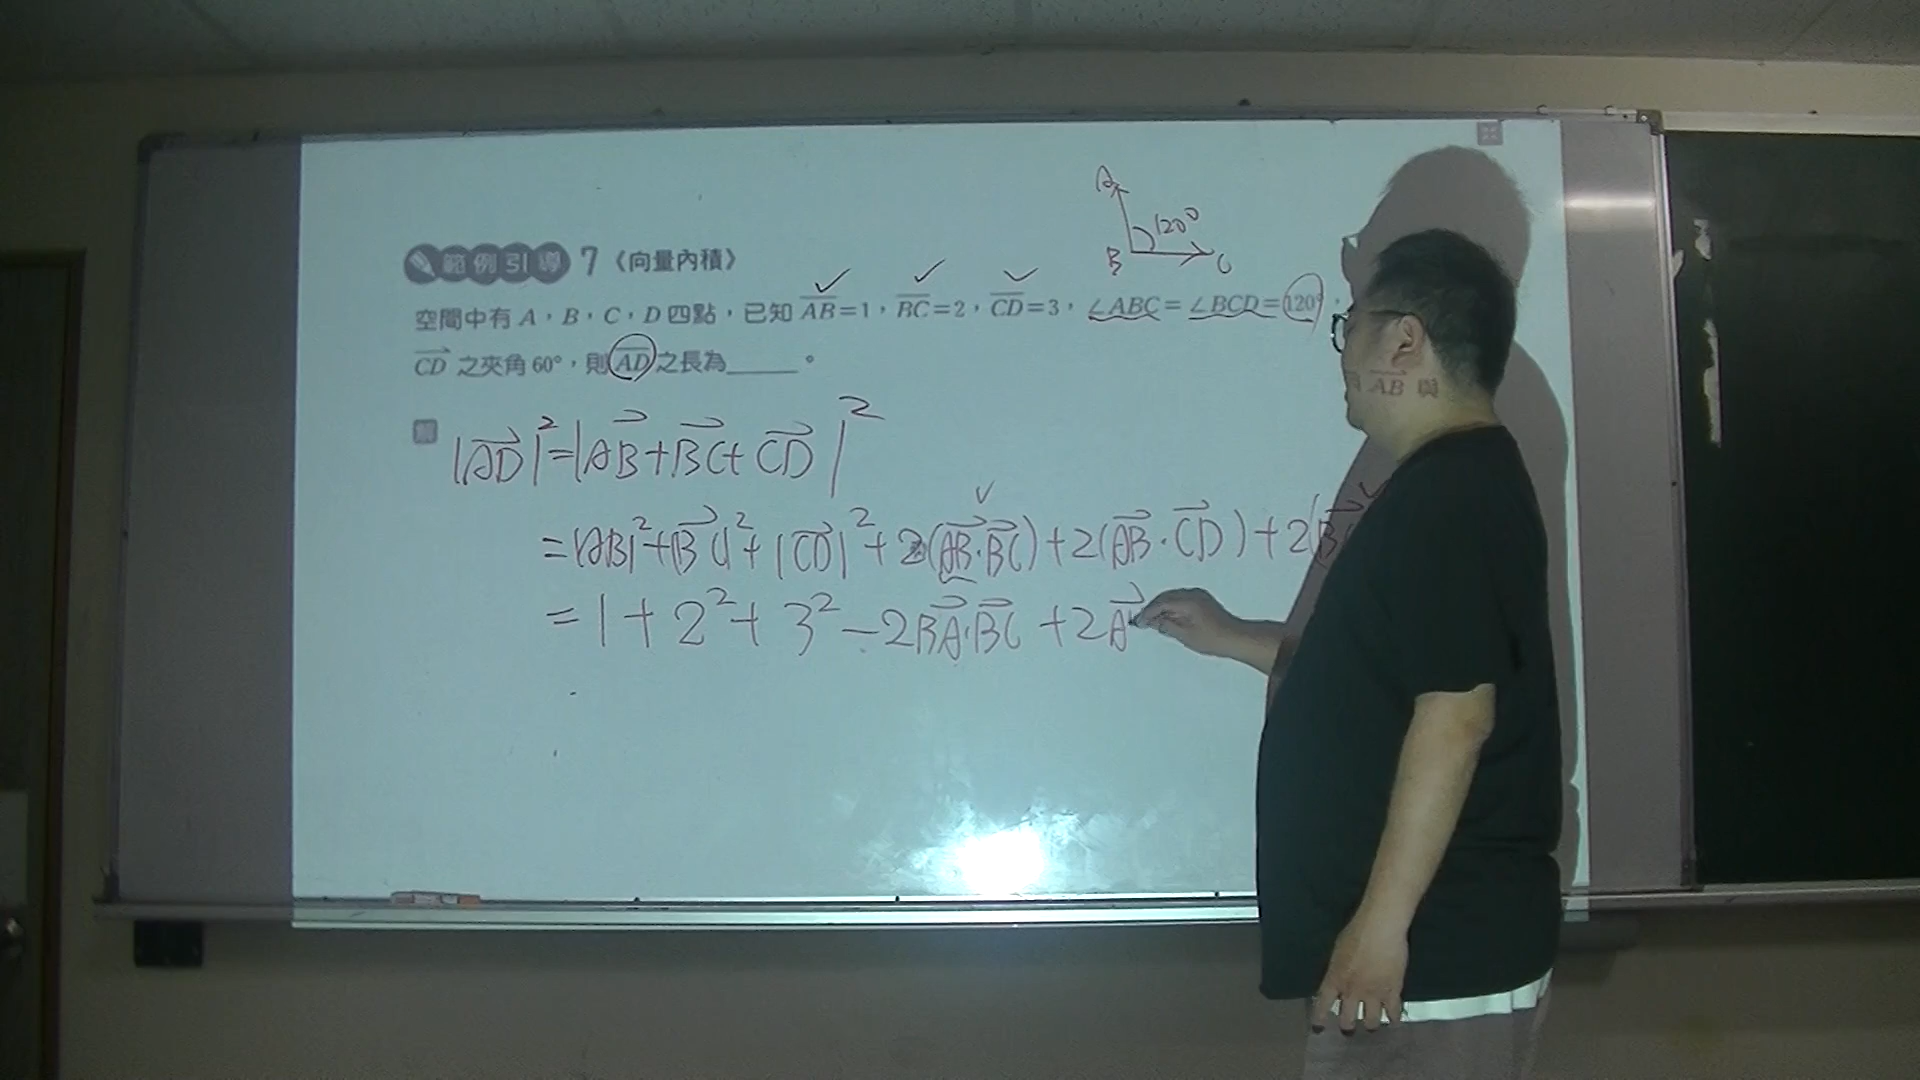 範例引導 7《向量內積》
空間中有 A，B，C，D 四點，已知 AB=1，BC=2，CD=3，∠ABC=∠BCD=120°，
AB 與
CD 之夾角 60°，則 AD 之長為______。
A
120°
B C
解
|AD|²=|AB+BC+CD|²
=|AB|²+|BC|²+|CD|²+2(AB·BC)+2(AB·CD)+2(B
=1+2²+3²-2BA·BC+2A